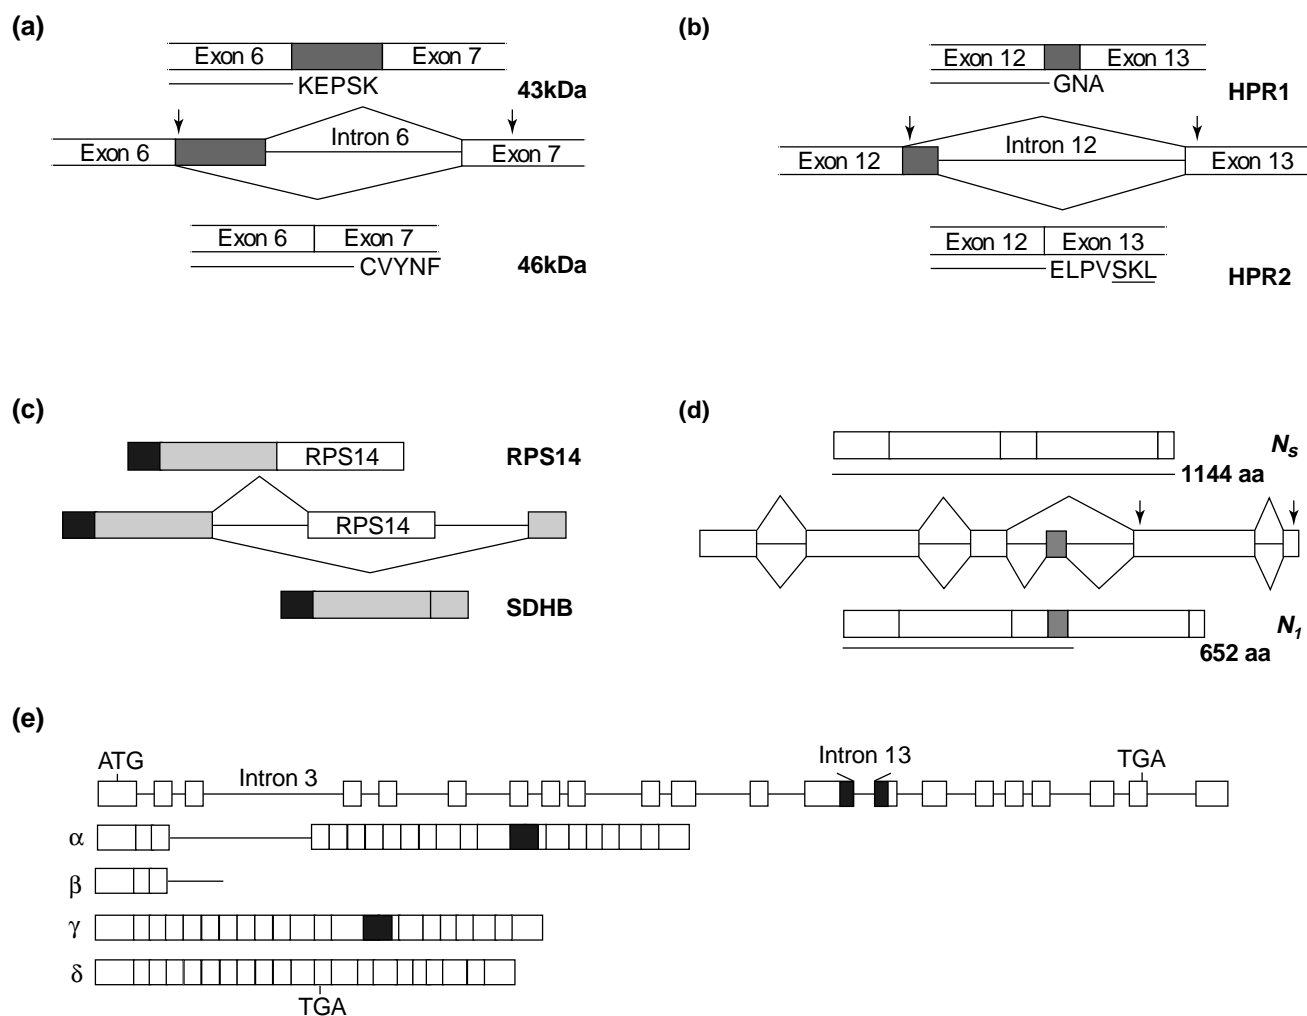 (a)
Exon 6 Exon 7
KEPSK
43kDa
Exon 6 Intron 6 Exon 7
Exon 6 Exon 7
CVYNF
46kDa
(b)
Exon 12 Exon 13
GNA
HPR1
Exon 12 Intron 12 Exon 13
Exon 12 Exon 13
ELPVSKL
HPR2
(c)
RPS14 RPS14
RPS14
SDHB
(d)
Ns
1144 aa
N1
652 aa
(e)
ATG Intron 3 Intron 13 TGA
α
β
γ
δ
TGA